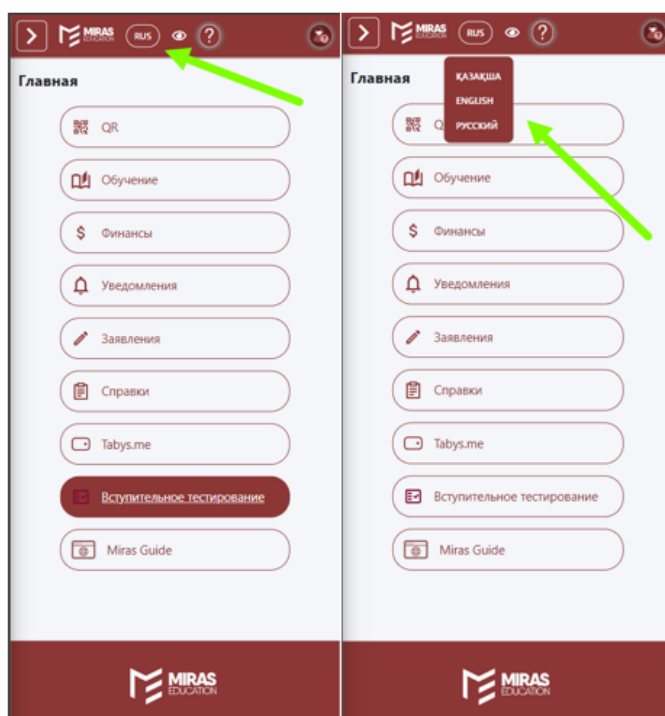 MIRAS
EDUCATION
RUS
?
Главная
QR
Обучение
$ Финансы
Уведомления
Заявления
Справки
Tabys.me
Вступительное тестирование
Miras Guide
MIRAS
EDUCATION
MIRAS
EDUCATION
RUS
?
Главная
ҚАЗАҚША
ENGLISH
РУССКИЙ
Q
Обучение
$ Финансы
Уведомления
Заявления
Справки
Tabys.me
Вступительное тестирование
Miras Guide
MIRAS
EDUCATION